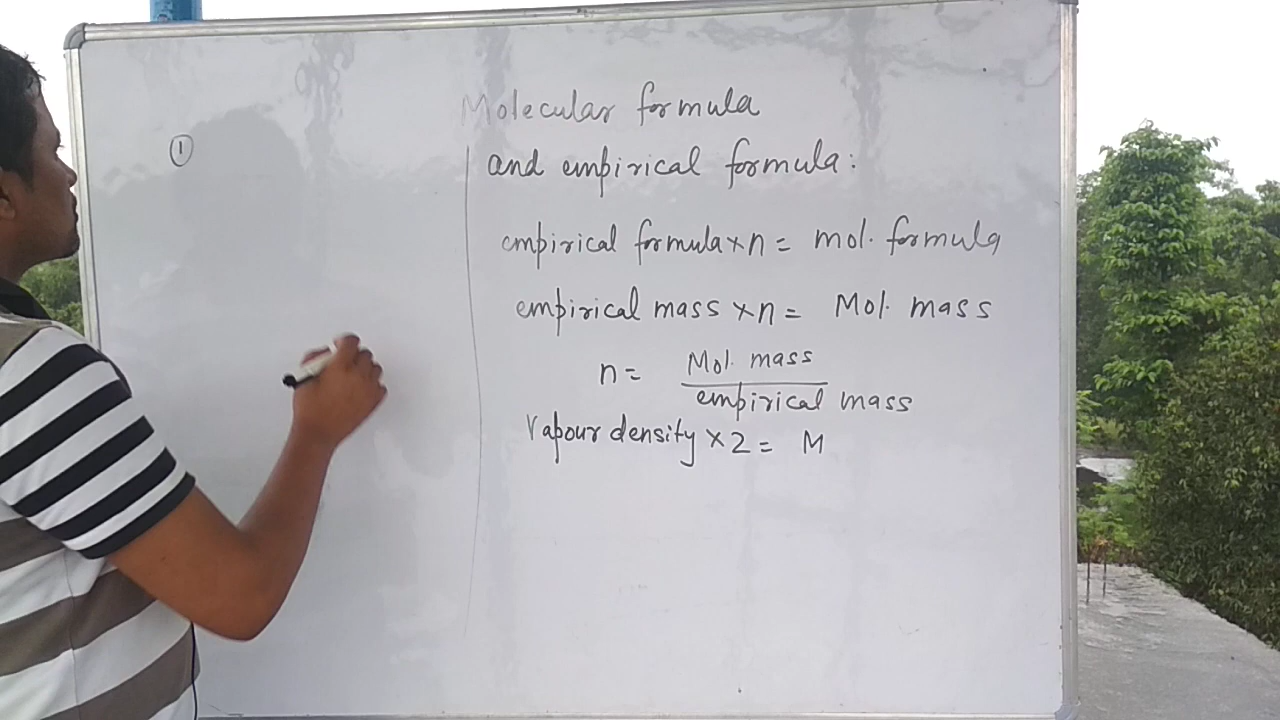 ①
Molecular formula
and empirical formula:
empirical formula×n = mol. formula
empirical mass ×n = Mol. mass
n = Mol. mass / empirical mass
Vapour density ×2 = M